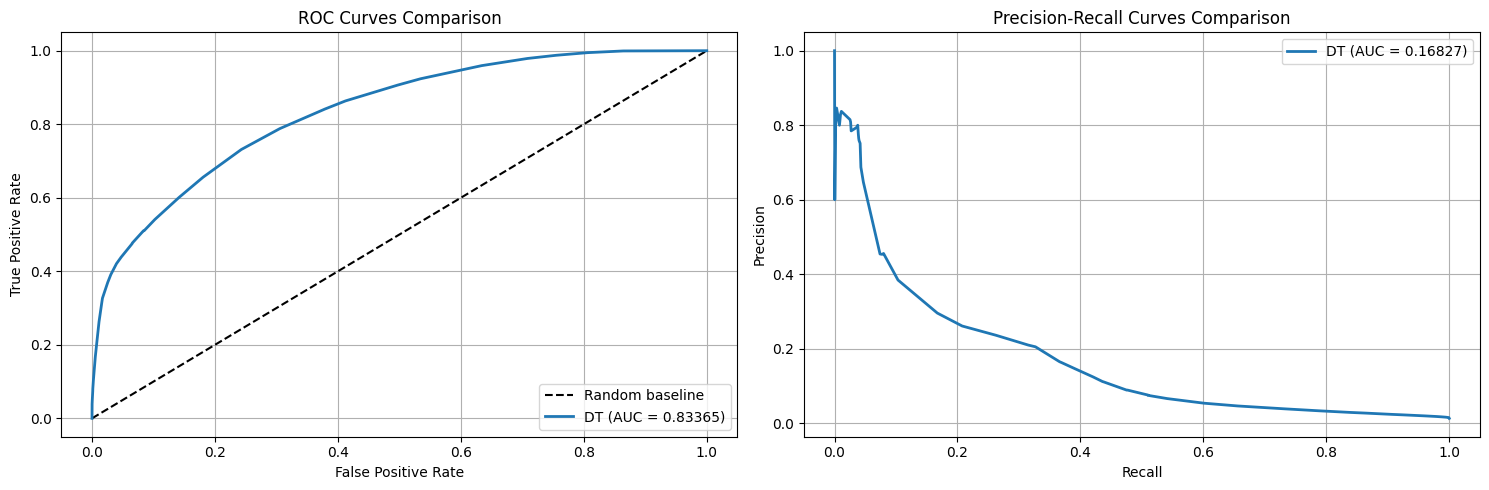 ROC Curves Comparison
True Positive Rate
1.0
0.8
0.6
0.4
0.2
0.0
Random baseline
DT (AUC = 0.83365)
0.0 0.2 0.4 0.6 0.8 1.0
False Positive Rate
Precision-Recall Curves Comparison
Precision
1.0
0.8
0.6
0.4
0.2
0.0
DT (AUC = 0.16827)
0.0 0.2 0.4 0.6 0.8 1.0
Recall